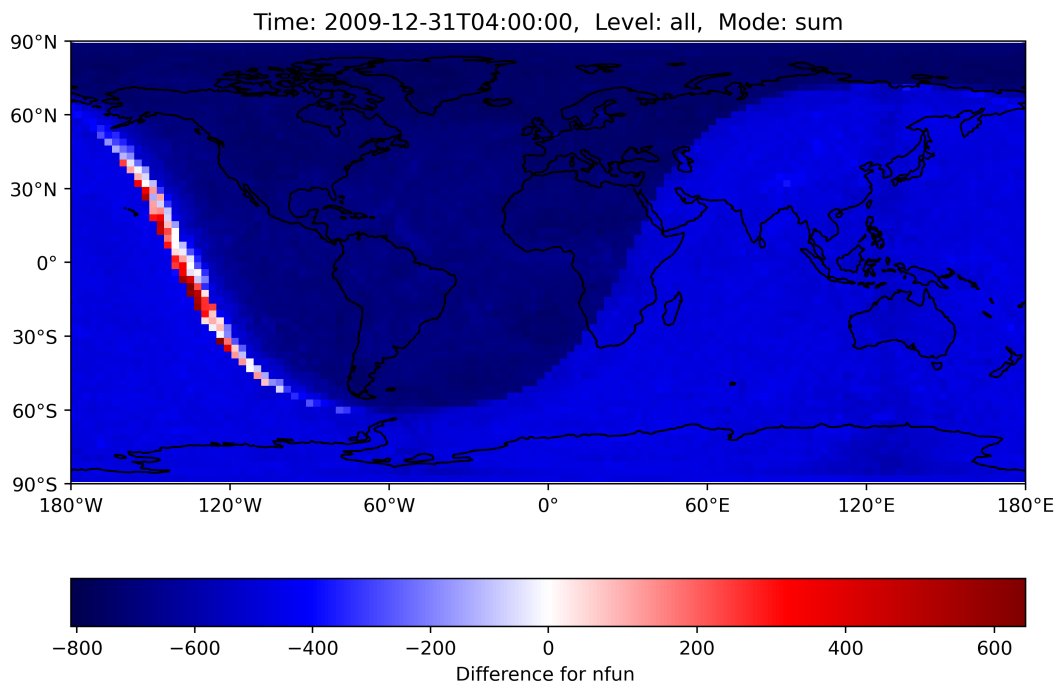 Time: 2009-12-31T04:00:00,  Level: all,  Mode: sum
90°N
60°N
30°N
0°
30°S
60°S
90°S
180°W 120°W 60°W 0° 60°E 120°E 180°E
−800 −600 −400 −200 0 200 400 600
Difference for nfun